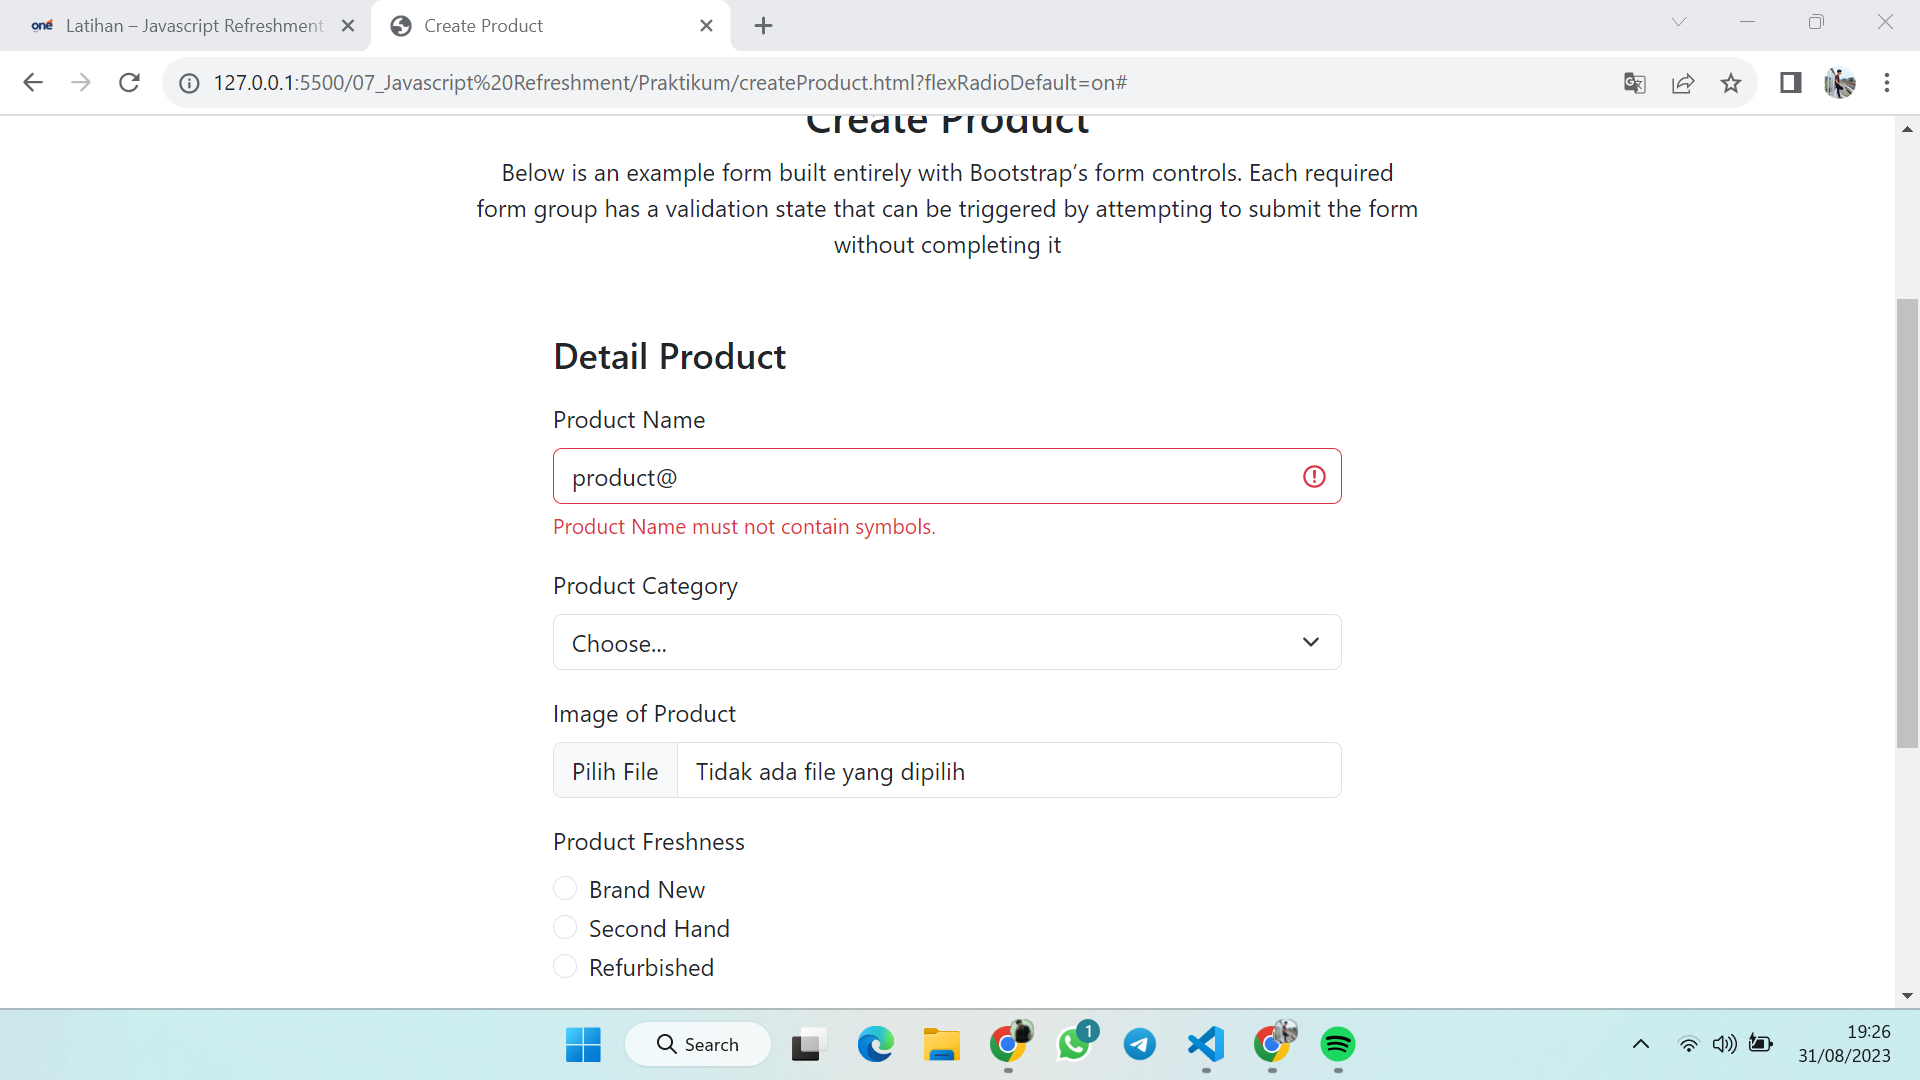 one Latihan – Javascript Refreshment
Create Product
127.0.0.1:5500/07_Javascript%20Refreshment/Praktikum/createProduct.html?flexRadioDefault=on#
Create Product
Below is an example form built entirely with Bootstrap’s form controls. Each required
form group has a validation state that can be triggered by attempting to submit the form
without completing it
Detail Product
Product Name
product@
Product Name must not contain symbols.
Product Category
Choose...
Image of Product
Pilih File Tidak ada file yang dipilih
Product Freshness
Brand New
Second Hand
Refurbished
Search
1
19:26
31/08/2023